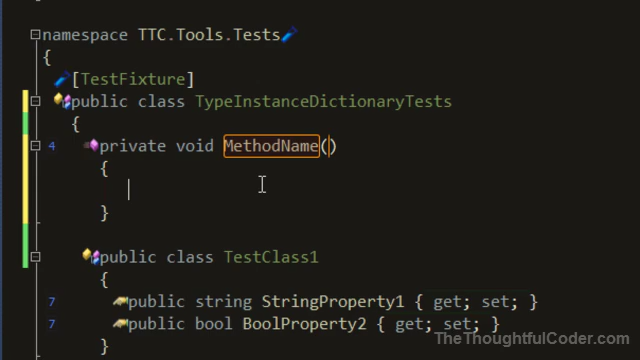 namespace TTC.Tools.Tests
{
[TestFixture]
public class TypeInstanceDictionaryTests
{
4 private void MethodName()
{
}
public class TestClass1
{
7 public string StringProperty1 { get; set; }
7 public bool BoolProperty2 { get; set; }
}
TheThoughtfulCoder.com